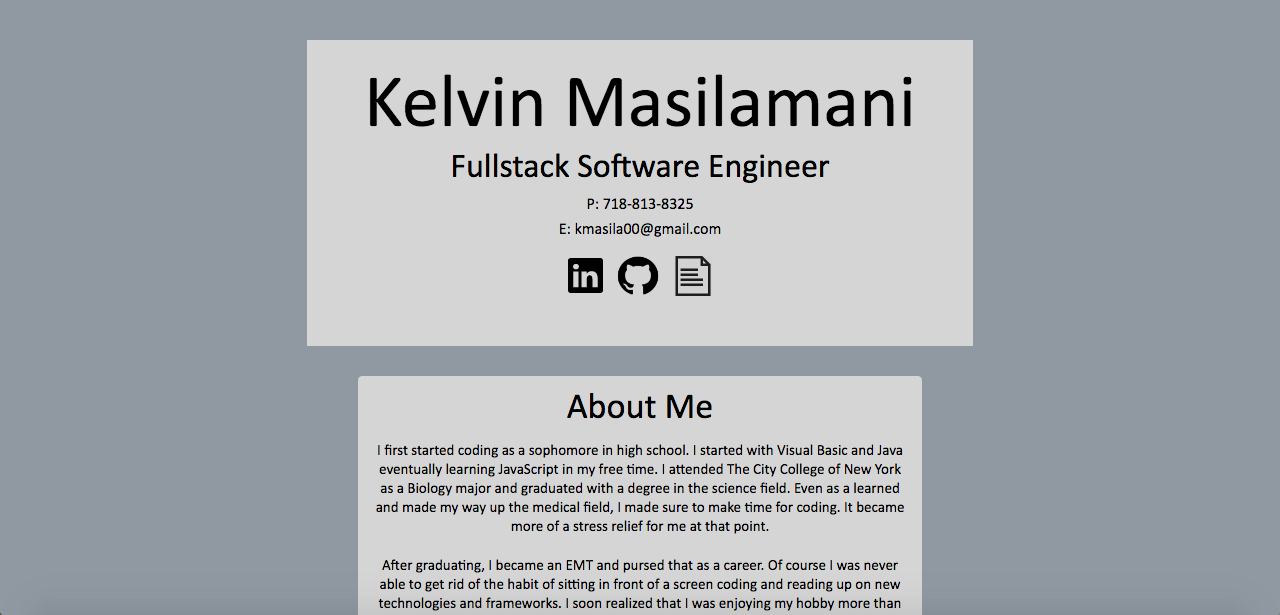 Kelvin Masilamani
Fullstack Software Engineer
P: 718-813-8325
E: kmasila00@gmail.com
in
About Me
I first started coding as a sophomore in high school. I started with Visual Basic and Java
eventually learning JavaScript in my free time. I attended The City College of New York
as a Biology major and graduated with a degree in the science field. Even as a learned
and made my way up the medical field, I made sure to make time for coding. It became
more of a stress relief for me at that point.
After graduating, I became an EMT and pursed that as a career. Of course I was never
able to get rid of the habit of sitting in front of a screen coding and reading up on new
technologies and frameworks. I soon realized that I was enjoying my hobby more than